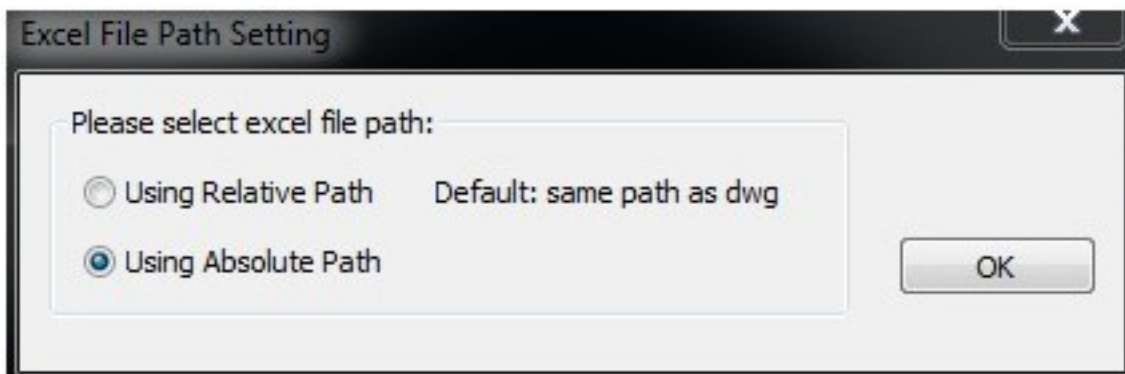 Excel File Path Setting
X
Please select excel file path:
Using Relative Path Default: same path as dwg
Using Absolute Path
OK